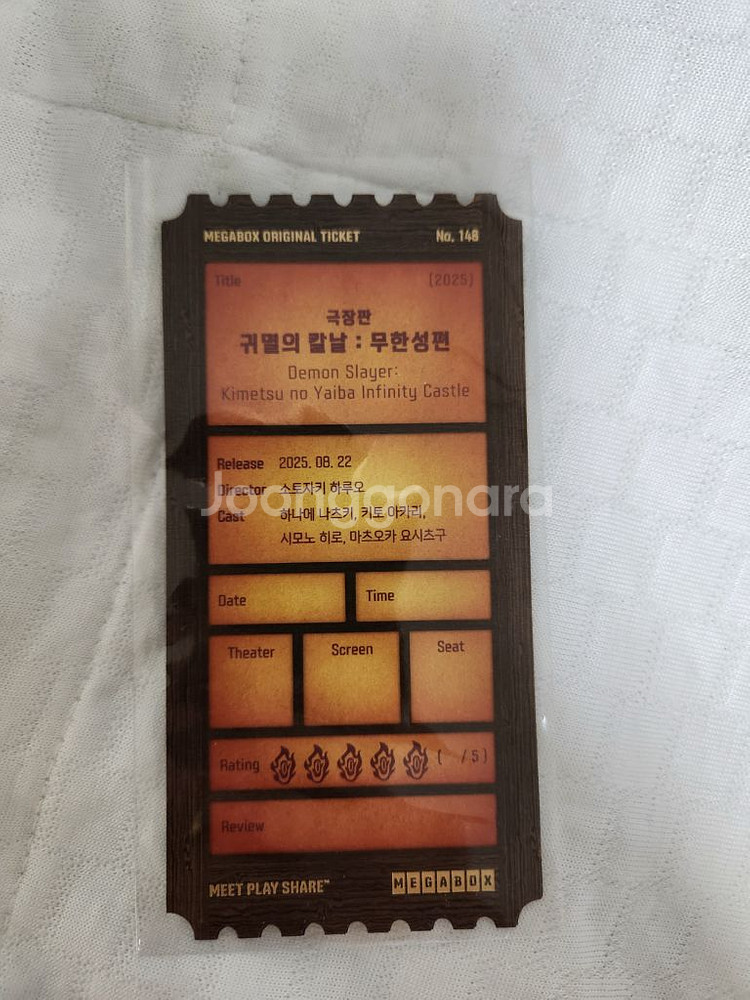 MEGABOX ORIGINAL TICKET No. 148
Title (2025)
극장판
귀멸의 칼날 : 무한성편
Demon Slayer:
Kimetsu no Yaiba Infinity Castle
Release 2025. 08. 22
Director 소토자키 하루오
Joonggonara
Cast 하나에 나츠키, 키토 아카리,
시모노 히로, 마츠오카 요시츠구
Date Time
Theater Screen Seat
Rating ( / 5)
Review
MEET PLAY SHARE™ MEGABOX